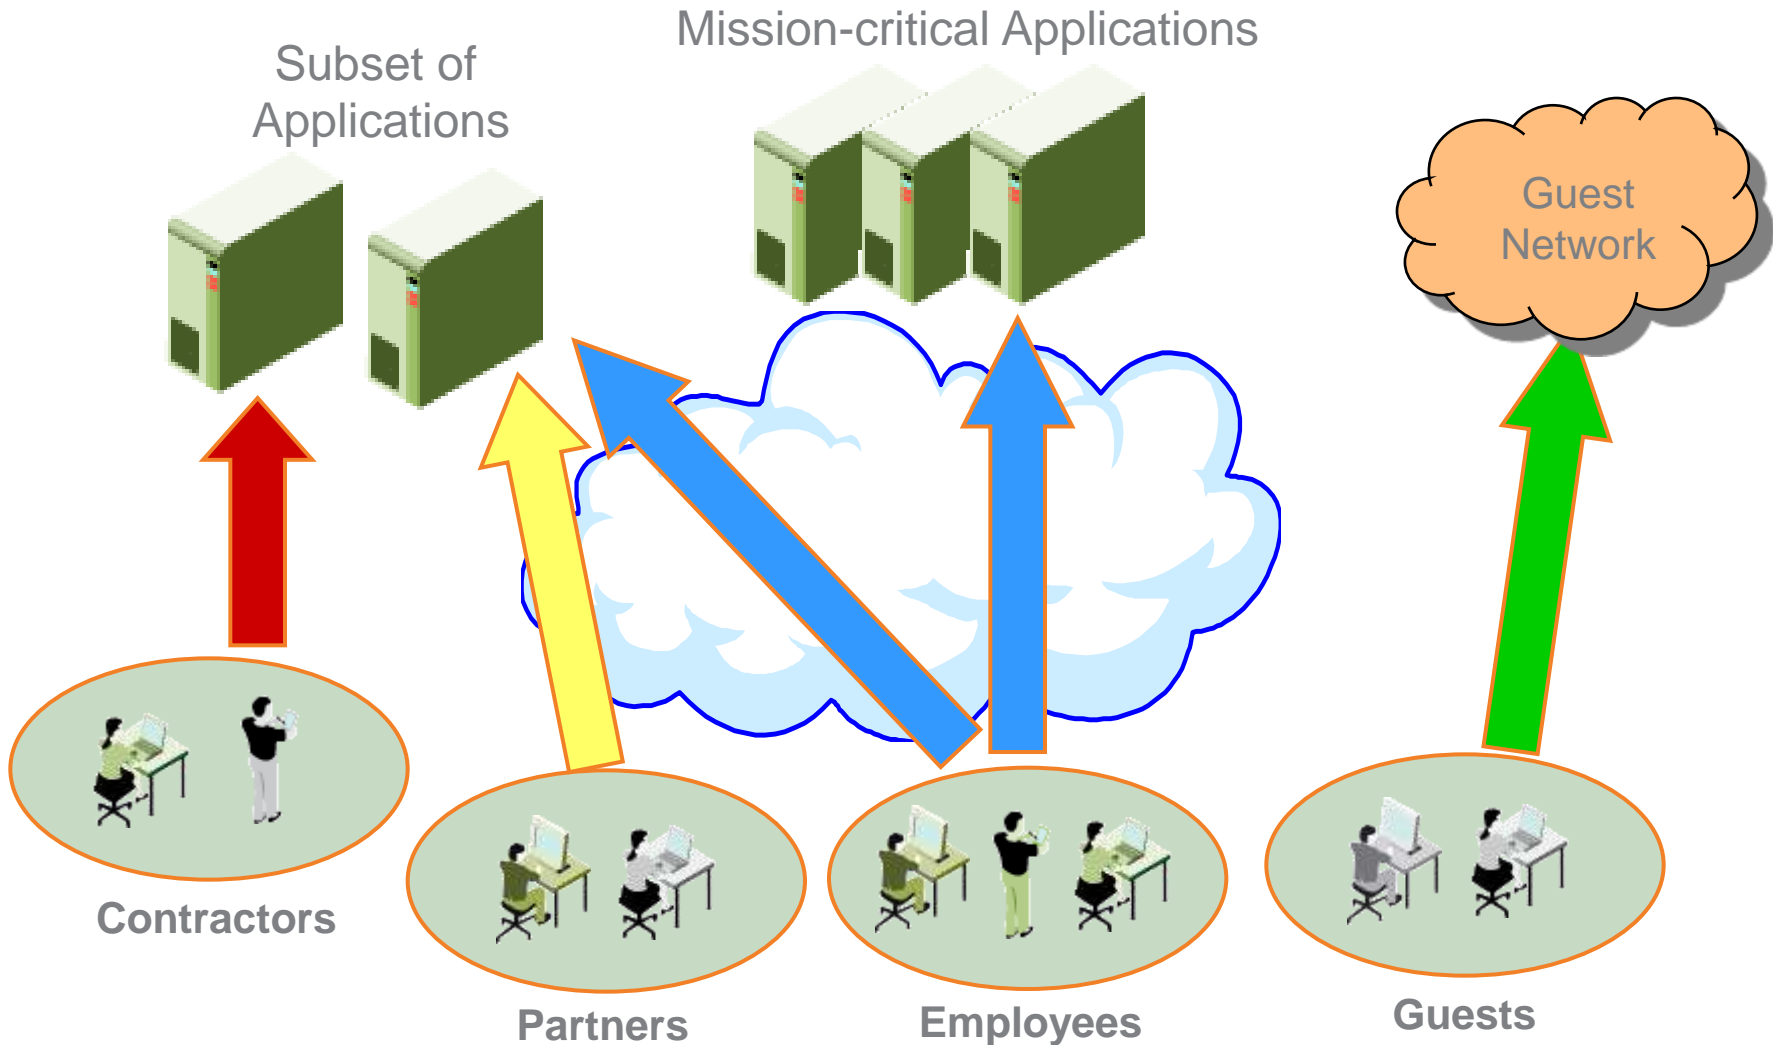 Mission-critical Applications
Subset of
Applications
Guest
Network
Contractors
Partners
Employees
Guests